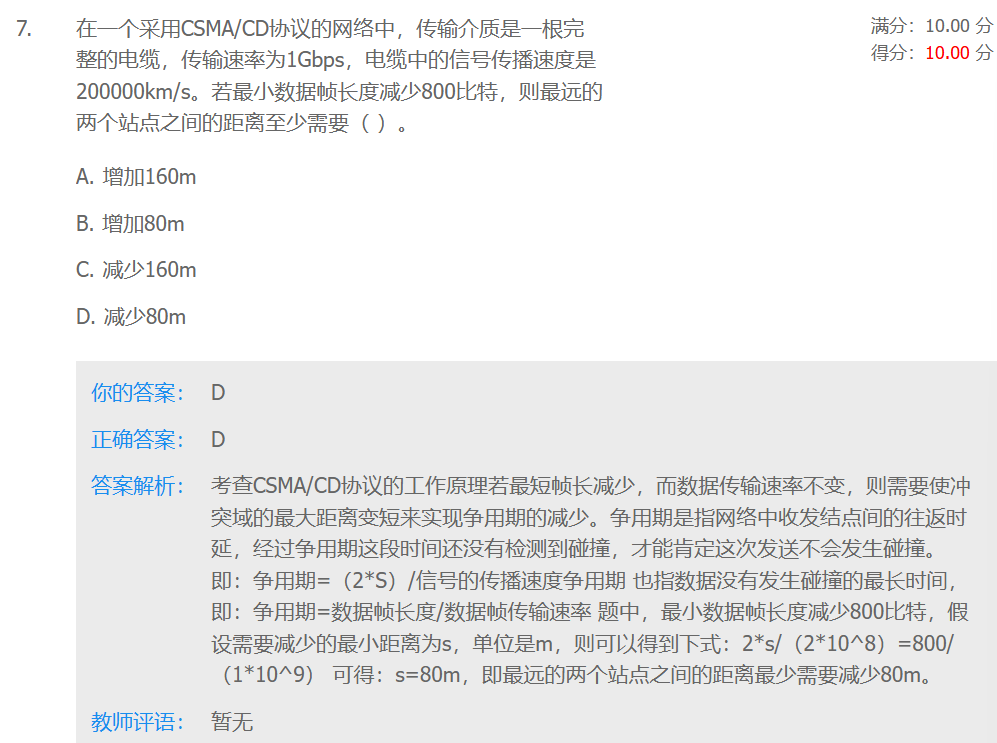 7.
在一个采用CSMA/CD协议的网络中，传输介质是一根完
整的电缆，传输速率为1Gbps，电缆中的信号传播速度是
200000km/s。若最小数据帧长度减少800比特，则最远的
两个站点之间的距离至少需要（ ）。
满分：10.00 分
得分：10.00 分
A. 增加160m
B. 增加80m
C. 减少160m
D. 减少80m
你的答案： D
正确答案： D
答案解析： 考查CSMA/CD协议的工作原理若最短帧长减少，而数据传输速率不变，则需要使冲
突域的最大距离变短来实现争用期的减少。争用期是指网络中收发结点间的往返时
延，经过争用期这段时间还没有检测到碰撞，才能肯定这次发送不会发生碰撞。
即：争用期=（2*S）/信号的传播速度争用期 也指数据没有发生碰撞的最长时间，
即：争用期=数据帧长度/数据帧传输速率 题中，最小数据帧长度减少800比特，假
设需要减少的最小距离为s，单位是m，则可以得到下式：2*s/（2*10^8）=800/
（1*10^9） 可得：s=80m，即最远的两个站点之间的距离最少需要减少80m。
教师评语： 暂无